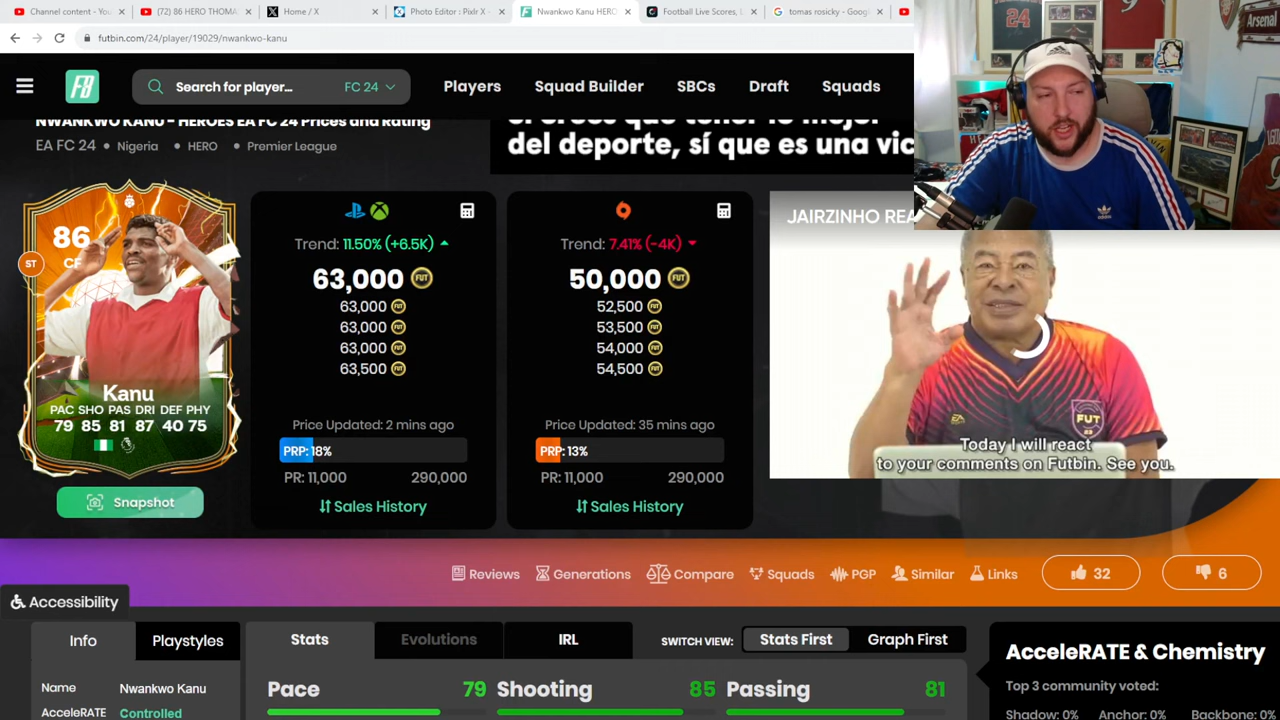 Channel content - You
(72) 86 HERO THOMA
Home / X
Photo Editor : Pixlr X -
Nwankwo Kanu HERO
Football Live Scores, L
tomas rosicky - Googl
futbin.com/24/player/19029/nwankwo-kanu
Search for player... FC 24
Players
Squad Builder
SBCs
Draft
Squads
NWANKWO KANU - HEROES EA FC 24 Prices and Rating
EA FC 24 • Nigeria • HERO • Premier League
del deporte, sí que es una vic
86
CF
ST
Kanu
PAC SHO PAS DRI DEF PHY
79 85 81 87 40 75
Snapshot
Trend: 11.50% (+6.5K)
63,000
63,000
63,000
63,000
63,500
Price Updated: 2 mins ago
PRP: 18%
PR: 11,000 290,000
Sales History
Trend: 7.41% (-4K)
50,000
52,500
53,500
54,000
54,500
Price Updated: 35 mins ago
PRP: 13%
PR: 11,000 290,000
Sales History
JAIRZINHO REA
FUT
Today I will react
to your comments on Futbin. See you.
Reviews
Generations
Compare
Squads
PGP
Similar
Links
32
6
Accessibility
Info
Playstyles
Stats
Evolutions
IRL
SWITCH VIEW:
Stats First
Graph First
Name Nwankwo Kanu
AcceleRATE Controlled
Pace 79
Shooting 85
Passing 81
AcceleRATE & Chemistry
Top 3 community voted:
Shadow: 0% Anchor: 0% Backbone: 0%